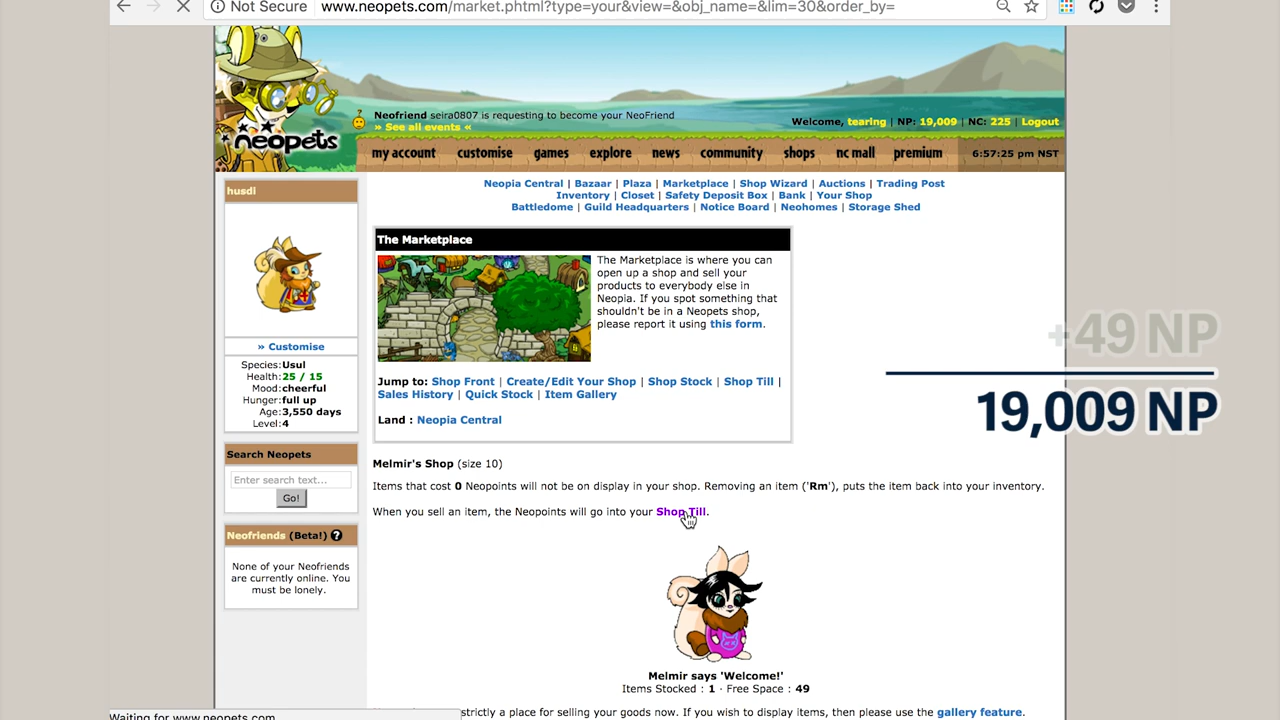 Not Secure www.neopets.com/market.phtml?type=your&view=&obj_name=&lim=30&order_by=
Neofriend seira0807 is requesting to become your NeoFriend
» See all events «
Welcome, tearing | NP: 19,009 | NC: 225 | Logout
neopets
my account customise games explore news community shops nc mall premium 6:57:25 pm NST
husdi
» Customise
Species: Usul
Health: 25 / 15
Mood: cheerful
Hunger: full up
Age: 3,550 days
Level: 4
Search Neopets
Enter search text...
Go!
Neofriends (Beta!) ?
None of your Neofriends
are currently online. You
must be lonely.
Neopia Central | Bazaar | Plaza | Marketplace | Shop Wizard | Auctions | Trading Post
Inventory | Closet | Safety Deposit Box | Bank | Your Shop
Battledome | Guild Headquarters | Notice Board | Neohomes | Storage Shed
The Marketplace
The Marketplace is where you can
open up a shop and sell your
products to everybody else in
Neopia. If you spot something that
shouldn't be in a Neopets shop,
please report it using this form.
Jump to: Shop Front | Create/Edit Your Shop | Shop Stock | Shop Till |
Sales History | Quick Stock | Item Gallery
Land : Neopia Central
+49 NP
19,009 NP
Melmir's Shop (size 10)
Items that cost 0 Neopoints will not be on display in your shop. Removing an item ('Rm'), puts the item back into your inventory.
When you sell an item, the Neopoints will go into your Shop Till.
Melmir says 'Welcome!'
Items Stocked : 1 · Free Space : 49
strictly a place for selling your goods now. If you wish to display items, then please use the gallery feature.
Waiting for www.neopets.com